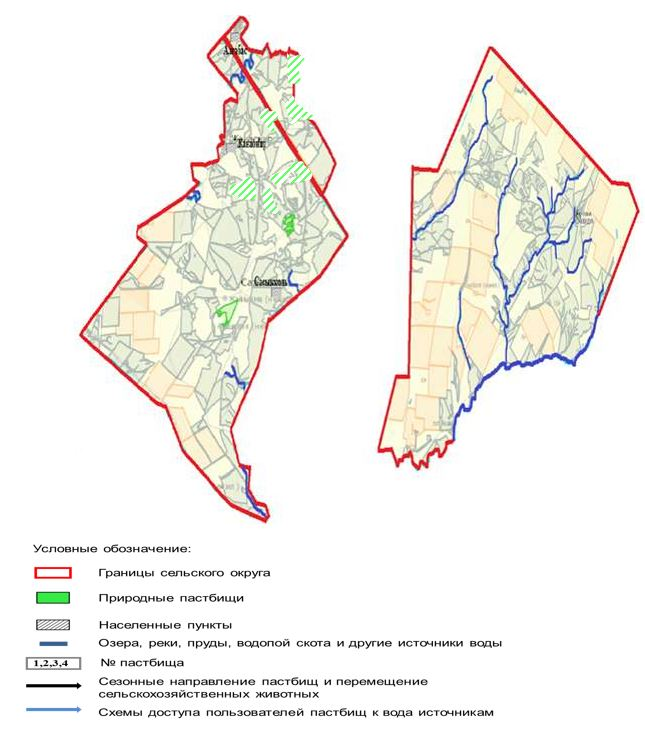 Условные обозначение:
Границы сельского округа
Природные пастбищи
Населенные пункты
Озера, реки, пруды, водопой скота и другие источники воды
1,2,3,4 № пастбища
Сезонные направление пастбищ и перемещение
сельскохозяйственных животных
Схемы доступа пользователей пастбищ к вода источникам